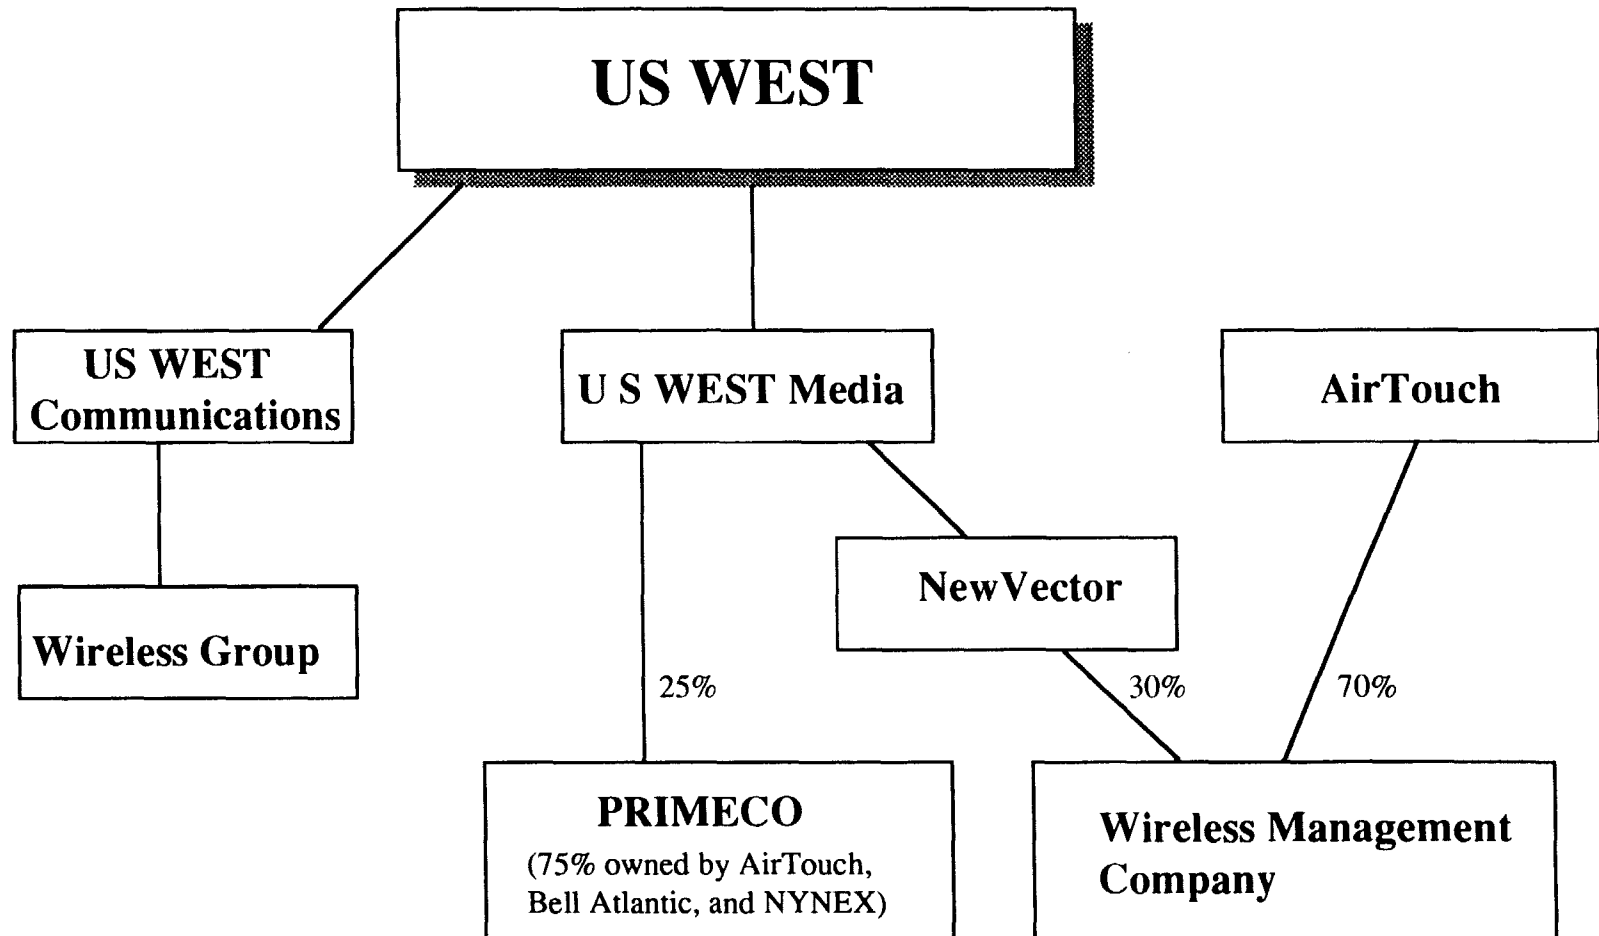 US WEST
US WEST
Communications
U S WEST Media
AirTouch
NewVector
Wireless Group
25%
30%
70%
PRIMECO
(75% owned by AirTouch,
Bell Atlantic, and NYNEX)
Wireless Management
Company